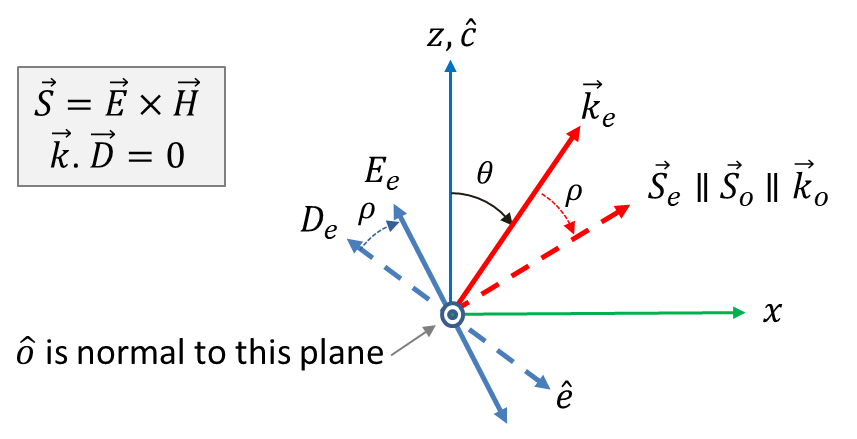 z, ĉ
S⃗ = E⃗ × H⃗
k⃗. D⃗ = 0
k⃗ₑ
θ
Eₑ
ρ
ρ
S⃗ₑ ∥ S⃗ₒ ∥ k⃗ₒ
Dₑ
x
ô is normal to this plane
ê